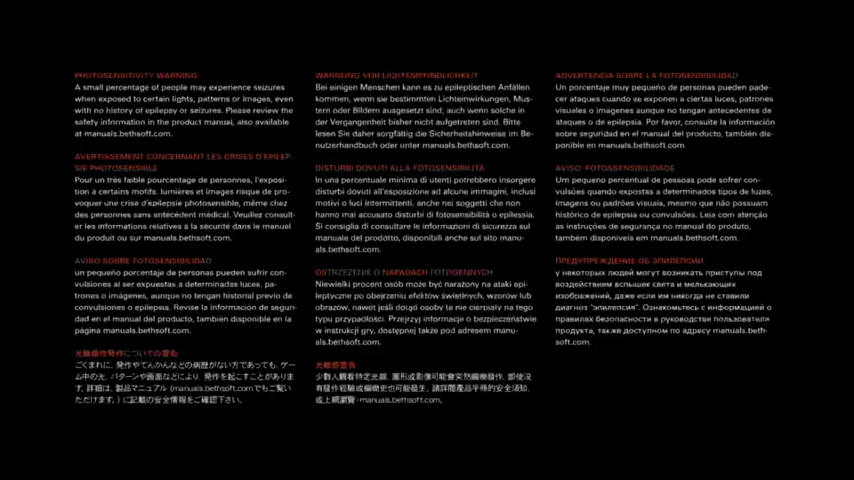 PHOTOSENSITIVITY WARNING
A small percentage of people may experience seizures
when exposed to certain lights, patterns or images, even
with no history of epilepsy or seizures. Please review the
safety information in the product manual, also available
at manuals.bethsoft.com.
AVERTISSEMENT CONCERNANT LES CRISES D'ÉPILEP-
SIE PHOTOSENSIBLE
Pour un très faible pourcentage de personnes, l'exposi-
tion à certains motifs, lumières et images risque de pro-
voquer une crise d'épilepsie photosensible, même chez
des personnes sans antécédent médical. Veuillez consult-
er les informations relatives à la sécurité dans le manuel
du produit ou sur manuals.bethsoft.com.
AVISO SOBRE FOTOSENSIBILIDAD
un pequeño porcentaje de personas pueden sufrir con-
vulsiones al ser expuestas a determinadas luces, pa-
trones o imágenes, aunque no tengan historial previo de
convulsiones o epilepsia. Revise la información de seguri-
dad en el manual del producto, también disponible en la
página manuals.bethsoft.com.
光敏感性発作についての警告
ごくまれに、発作やてんかんなどの病歴がない方であっても、ゲー
ム中の光、パターンや画面などにより、発作を起こすことがありま
す。詳細は、製品マニュアル (manuals.bethsoft.comでもご覧い
ただけます。) に記載の安全情報をご確認下さい。
WARNUNG VOR LICHTEMPFINDLICHKEIT
Bei einigen Menschen kann es zu epileptischen Anfällen
kommen, wenn sie bestimmten Lichteinwirkungen, Mus-
tern oder Bildern ausgesetzt sind, auch wenn solche in
der Vergangenheit bisher nicht aufgetreten sind. Bitte
lesen Sie daher sorgfältig die Sicherheitshinweise im Be-
nutzerhandbuch oder unter manuals.bethsoft.com.
DISTURBI DOVUTI ALLA FOTOSENSIBILITÀ
In una percentuale minima di utenti potrebbero insorgere
disturbi dovuti all'esposizione ad alcune immagini, inclusi
motivi o luci intermittenti, anche nei soggetti che non
hanno mai accusato disturbi di fotosensibilità o epilessia.
Si consiglia di consultare le informazioni di sicurezza sul
manuale del prodotto, disponibili anche sul sito manu-
als.bethsoft.com.
OSTRZEŻENIE O NAPADACH FOTOGENNYCH
Niewielki procent osób może być narażony na ataki epi-
leptyczne po obejrzeniu efektów świetlnych, wzorów lub
obrazów, nawet jeśli dotąd osoby te nie cierpiały na tego
typu przypadłości. Przejrzyj informacje o bezpieczeństwie
w instrukcji gry, dostępnej także pod adresem manu-
als.bethsoft.com.
光敏感警告
少數人觀看特定光線、圖形或影像可能會突然癲癇發作，即使沒
有發作經驗或癲癇史也可能發生。請詳閱產品手冊的安全須知，
或上網瀏覽：manuals.bethsoft.com。
ADVERTENCIA SOBRE LA FOTOSENSIBILIDAD
Un porcentaje muy pequeño de personas pueden pade-
cer ataques cuando se exponen a ciertas luces, patrones
visuales o imágenes aunque no tengan antecedentes de
ataques o de epilepsia. Por favor, consulte la información
sobre seguridad en el manual del producto, también dis-
ponible en manuals.bethsoft.com.
AVISO: FOTOSSENSIBILIDADE
Um pequeno percentual de pessoas pode sofrer con-
vulsões quando expostas a determinados tipos de luzes,
imagens ou padrões visuais, mesmo que não possuam
histórico de epilepsia ou convulsões. Leia com atenção
as instruções de segurança no manual do produto,
também disponíveis em manuals.bethsoft.com.
ПРЕДУПРЕЖДЕНИЕ ОБ ЭПИЛЕПСИИ
у некоторых людей могут возникать приступы под
воздействием вспышек света и мелькающих
изображений, даже если им никогда не ставили
диагноз "эпилепсия". Ознакомьтесь с информацией о
правилах безопасности в руководстве пользователя
продукта, также доступном по адресу manuals.beth-
soft.com.